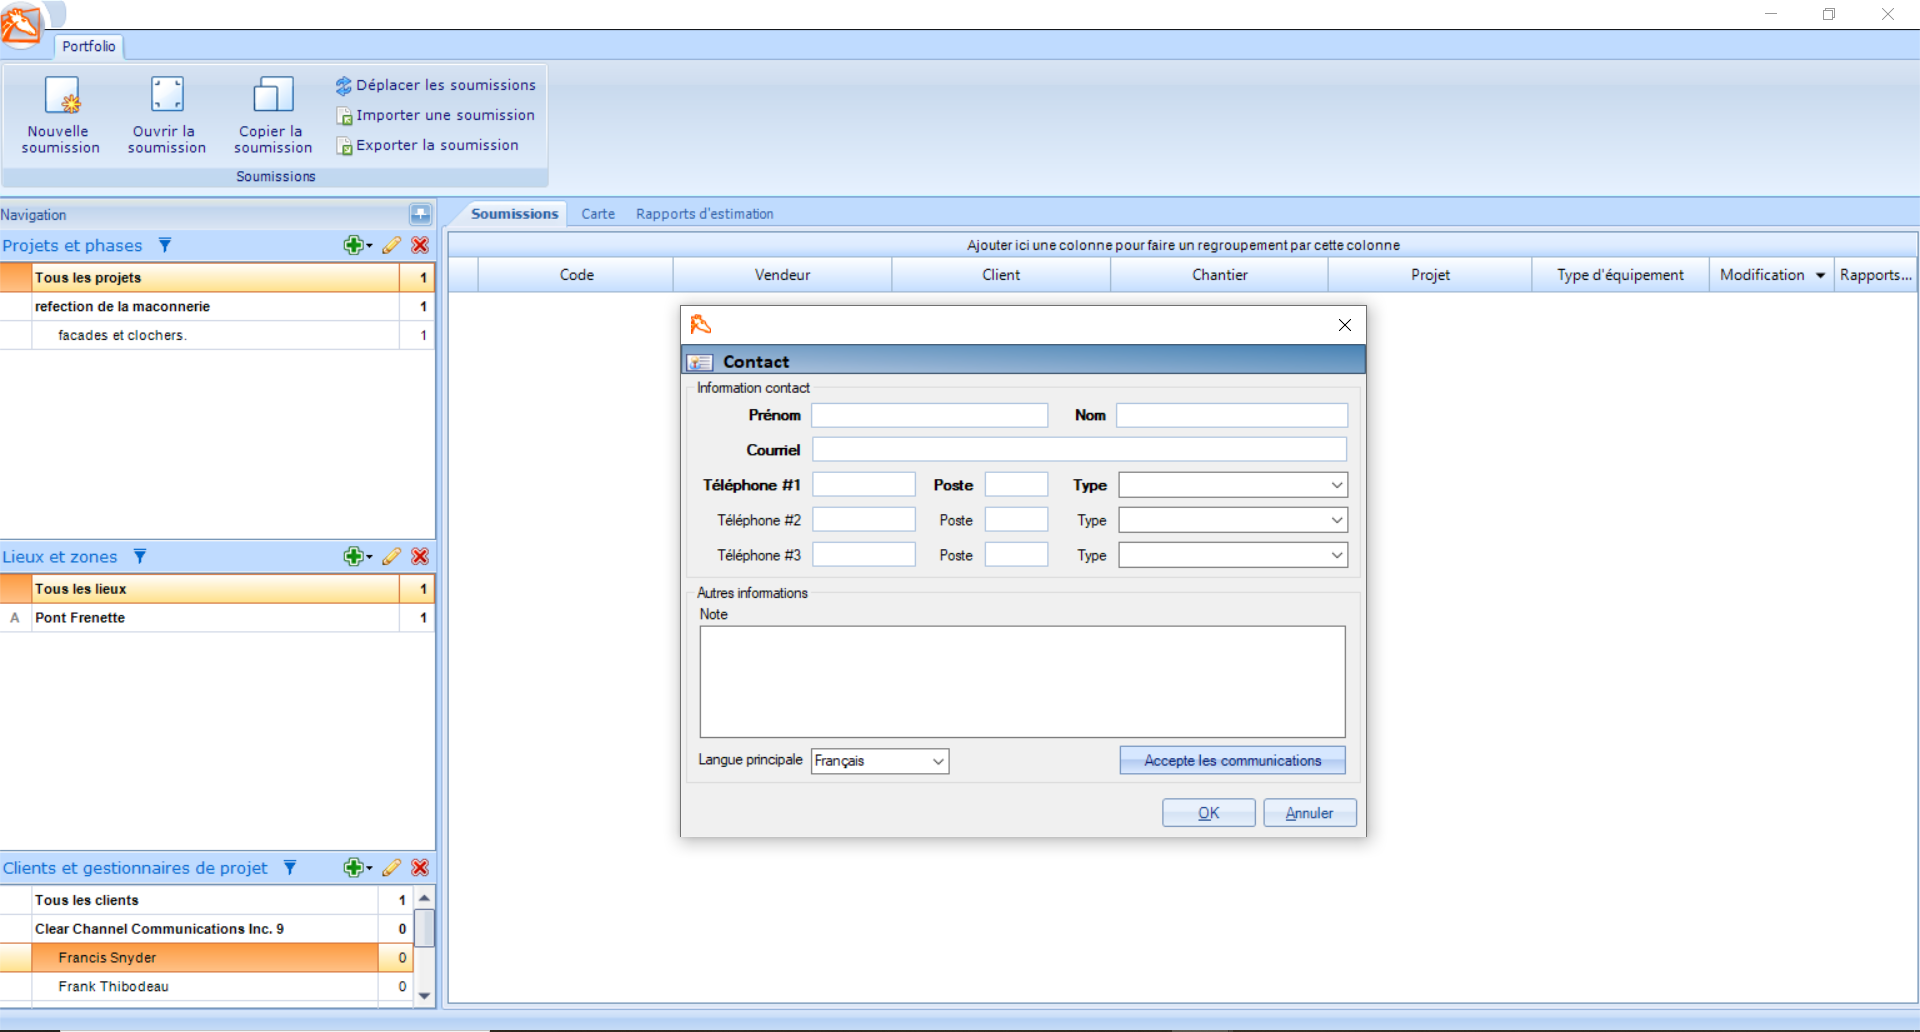 Portfolio
Nouvelle soumission
Ouvrir la soumission
Copier la soumission
Déplacer les soumissions
Importer une soumission
Exporter la soumission
Soumissions
Navigation
Projets et phases
Tous les projets 1
refection de la maconnerie 1
facades et clochers. 1
Lieux et zones
Tous les lieux 1
A Pont Frenette 1
Clients et gestionnaires de projet
Tous les clients 1
Clear Channel Communications Inc. 9 0
Francis Snyder 0
Frank Thibodeau 0
Soumissions Carte Rapports d'estimation
Ajouter ici une colonne pour faire un regroupement par cette colonne
Code Vendeur Client Chantier Projet Type d'équipement Modification Rapports...
Contact
Information contact
Prénom Nom
Courriel
Téléphone #1 Poste Type
Téléphone #2 Poste Type
Téléphone #3 Poste Type
Autres informations
Note
Langue principale Français Accepte les communications
OK Annuler